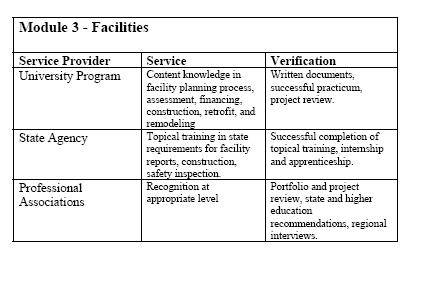 Module 3 - Facilities
Service Provider Service Verification
University Program Content knowledge in Written documents,
facility planning process, successful practicum,
assessment, financing, project review.
construction, retrofit, and
remodeling
State Agency Topical training in state Successful completion of
requirements for facility topical training, internship
reports, construction, and apprenticeship.
safety inspection.
Professional Recognition at Portfolio and project
Associations appropriate level review, state and higher
education
recommendations, regional
interviews.